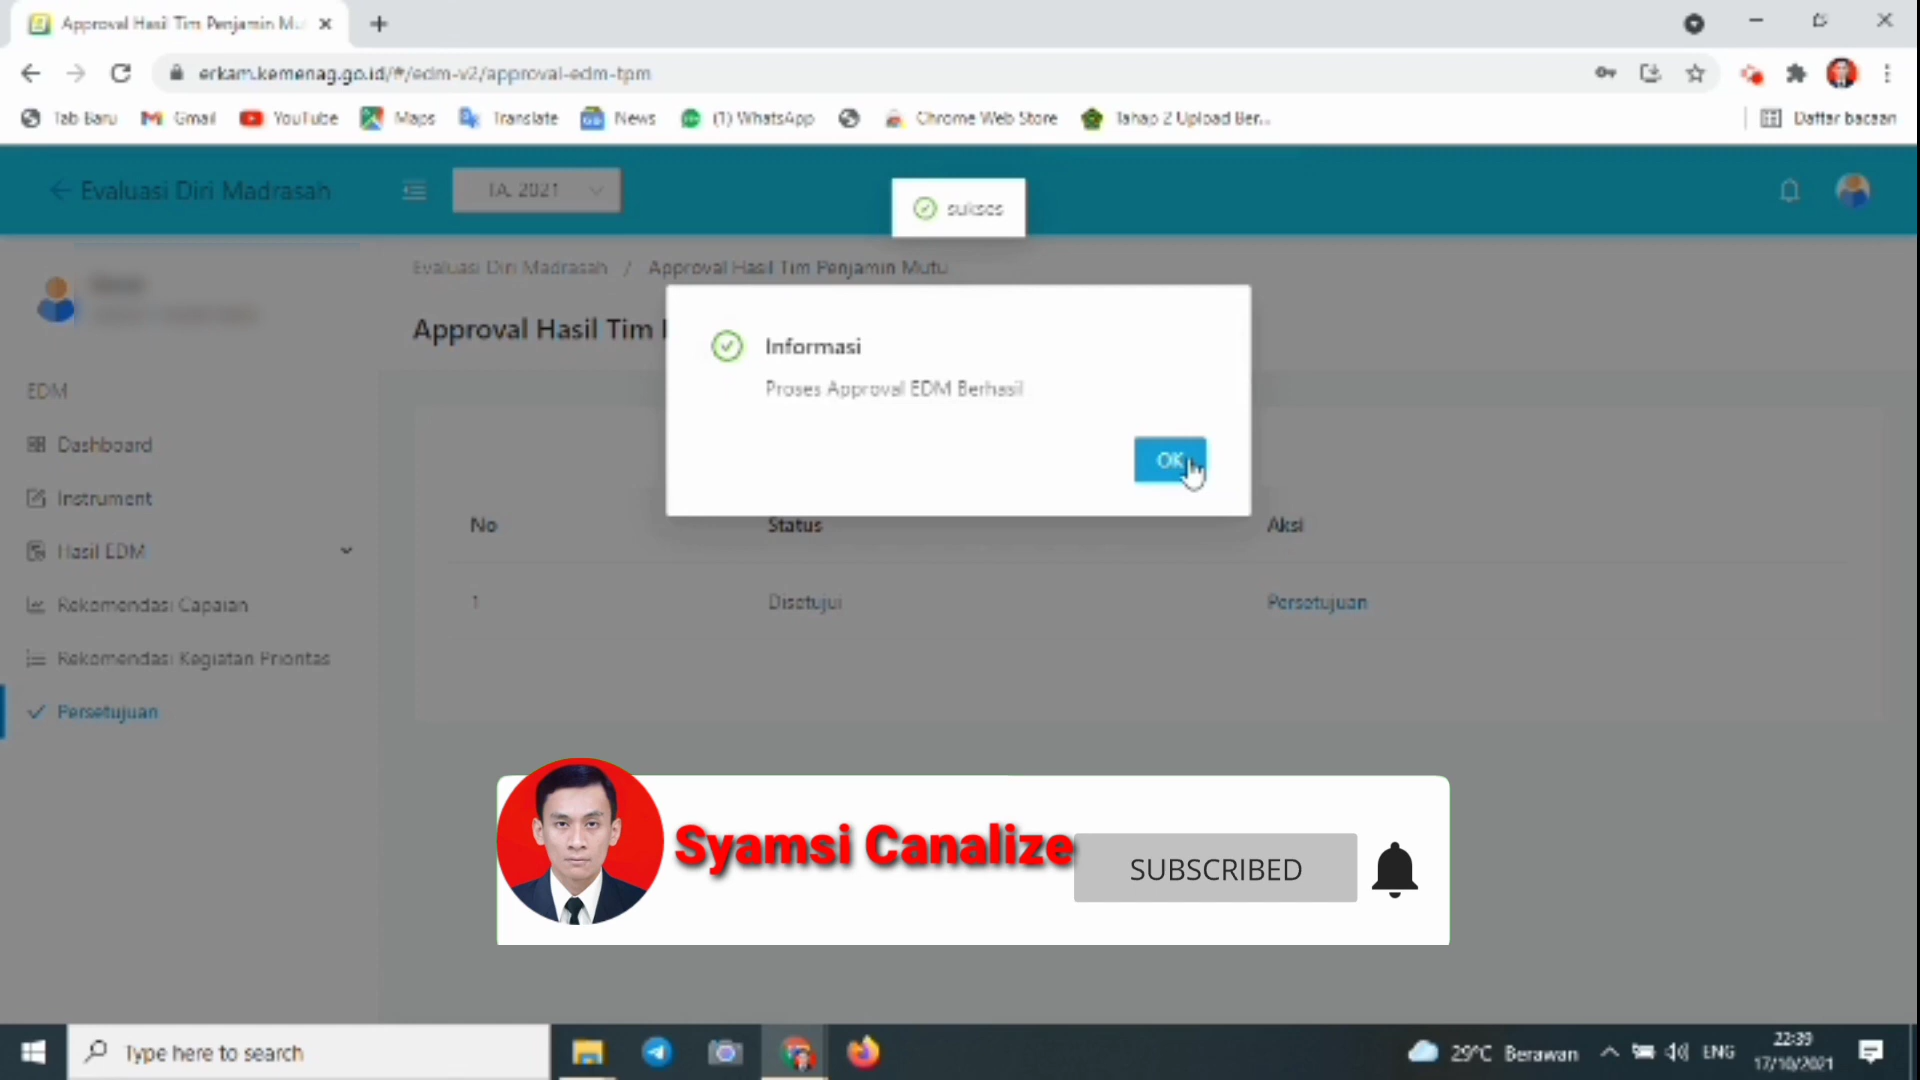 Approval Hasil Tim Penjamin Mu
erkam.kemenag.go.id/#/edm-v2/approval-edm-tpm
Tab Baru
Gmail
YouTube
Maps
Translate
News
(1) WhatsApp
Chrome Web Store
Tahap 2 Upload Ber...
Daftar bacaan
Evaluasi Diri Madrasah
TA. 2021
sukses
Evaluasi Diri Madrasah / Approval Hasil Tim Penjamin Mutu
Approval Hasil Tim
Informasi
Proses Approval EDM Berhasil
OK
EDM
Dashboard
Instrument
Hasil EDM
Rekomendasi Capaian
Rekomendasi Kegiatan Prioritas
Persetujuan
No Status Aksi
1 Disetujui Persetujuan
Syamsi Canalize
SUBSCRIBED
Type here to search
29°C Berawan
ENG
22:39
17/10/2021